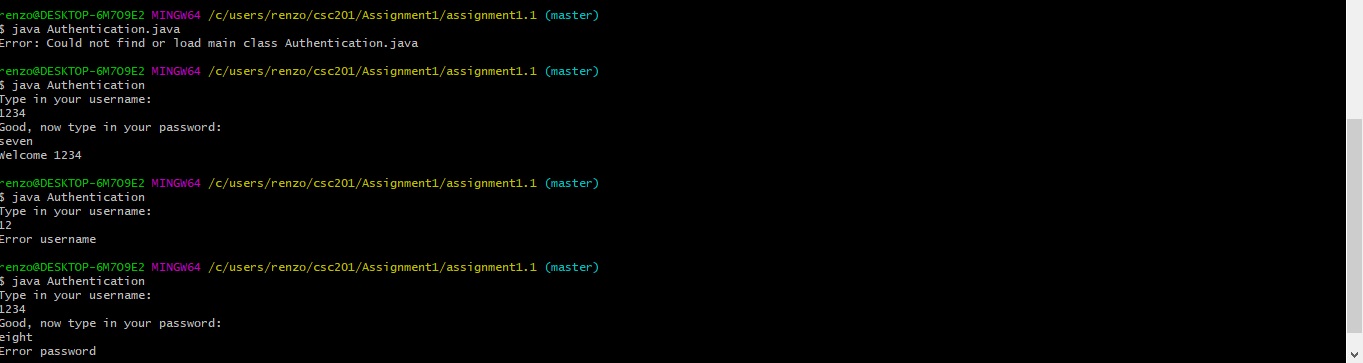 renzo@DESKTOP-6M7O9E2 MINGW64 /c/users/renzo/csc201/Assignment1/assignment1.1 (master)
$ java Authentication.java
Error: Could not find or load main class Authentication.java
renzo@DESKTOP-6M7O9E2 MINGW64 /c/users/renzo/csc201/Assignment1/assignment1.1 (master)
$ java Authentication
Type in your username:
1234
Good, now type in your password:
seven
Welcome 1234
renzo@DESKTOP-6M7O9E2 MINGW64 /c/users/renzo/csc201/Assignment1/assignment1.1 (master)
$ java Authentication
Type in your username:
12
Error username
renzo@DESKTOP-6M7O9E2 MINGW64 /c/users/renzo/csc201/Assignment1/assignment1.1 (master)
$ java Authentication
Type in your username:
1234
Good, now type in your password:
eight
Error password